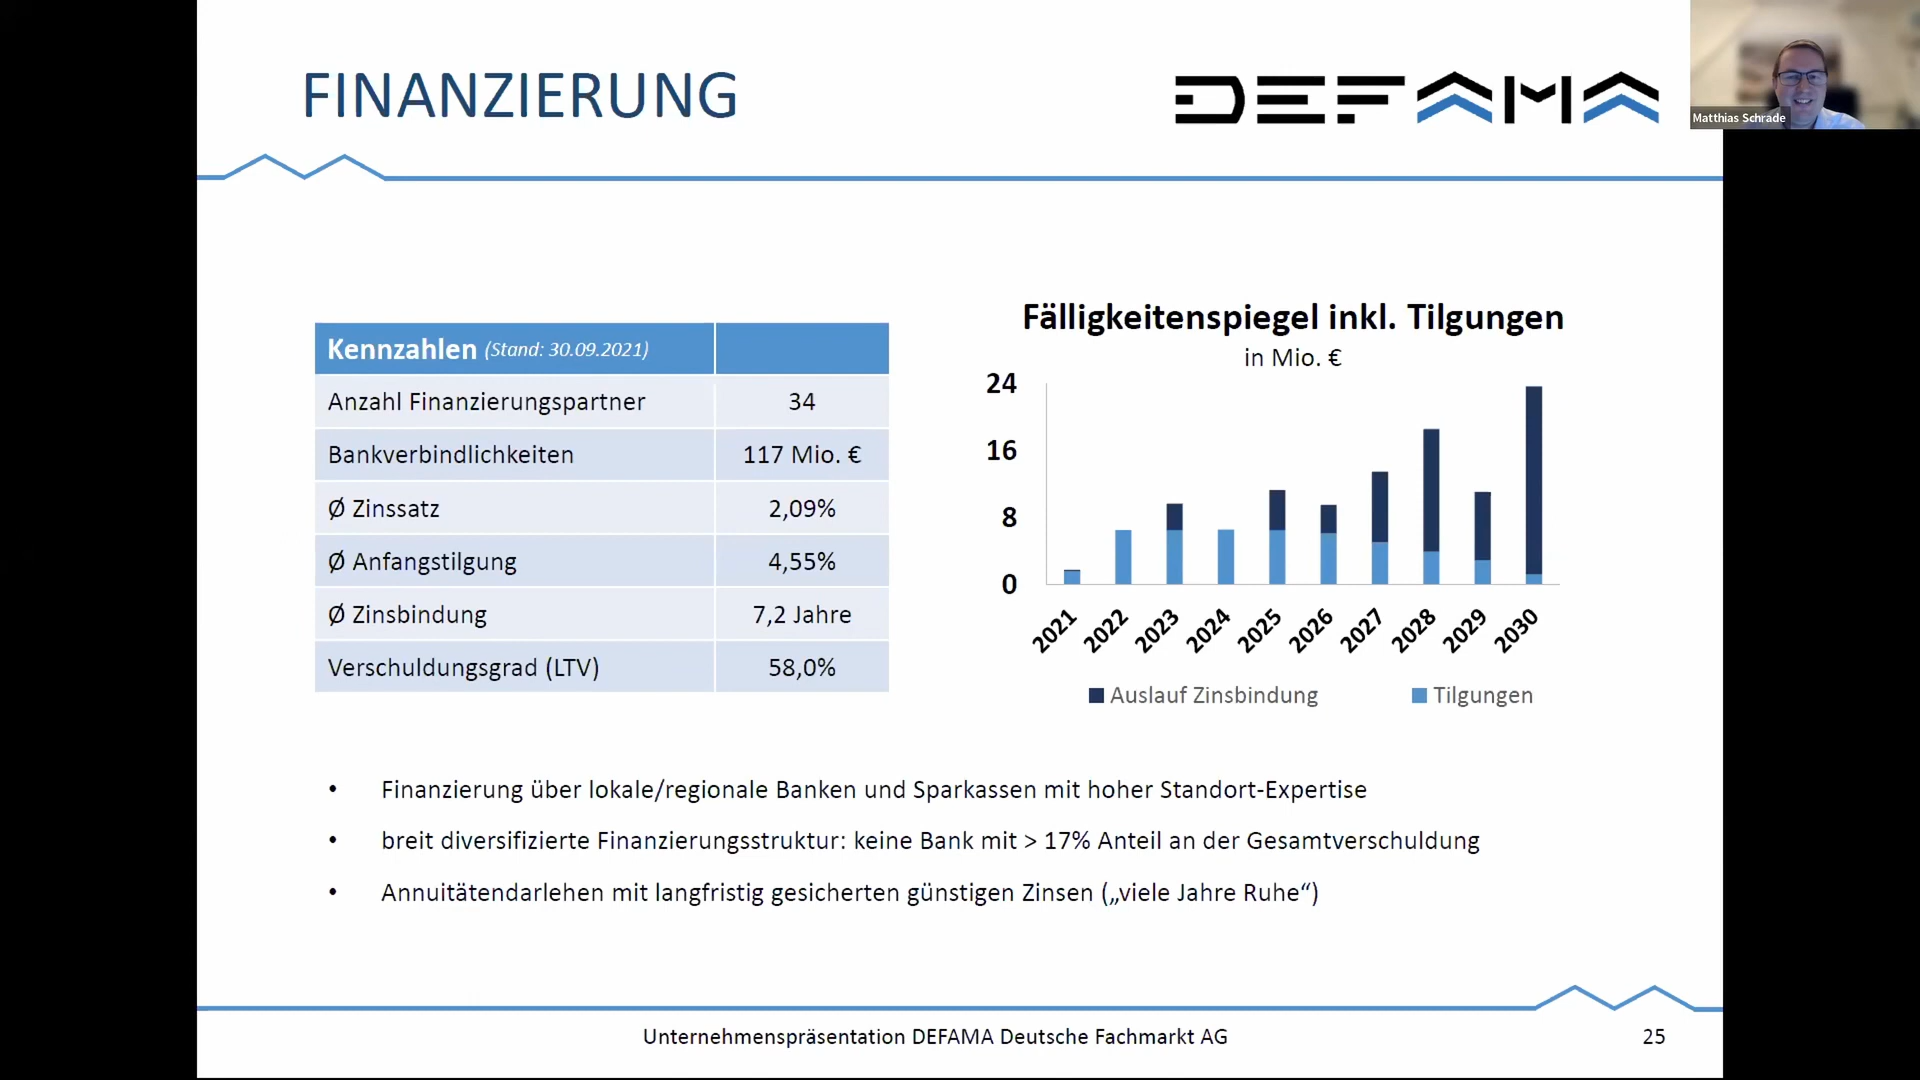 FINANZIERUNG
DEFAMA
Matthias Schrade
Kennzahlen (Stand: 30.09.2021)
Anzahl Finanzierungspartner 34
Bankverbindlichkeiten 117 Mio. €
Ø Zinssatz 2,09%
Ø Anfangstilgung 4,55%
Ø Zinsbindung 7,2 Jahre
Verschuldungsgrad (LTV) 58,0%
Fälligkeitenspiegel inkl. Tilgungen
in Mio. €
24
16
8
0
2021 2022 2023 2024 2025 2026 2027 2028 2029 2030
Auslauf Zinsbindung Tilgungen
• Finanzierung über lokale/regionale Banken und Sparkassen mit hoher Standort-Expertise
• breit diversifizierte Finanzierungsstruktur: keine Bank mit > 17% Anteil an der Gesamtverschuldung
• Annuitätendarlehen mit langfristig gesicherten günstigen Zinsen („viele Jahre Ruhe“)
Unternehmenspräsentation DEFAMA Deutsche Fachmarkt AG 25